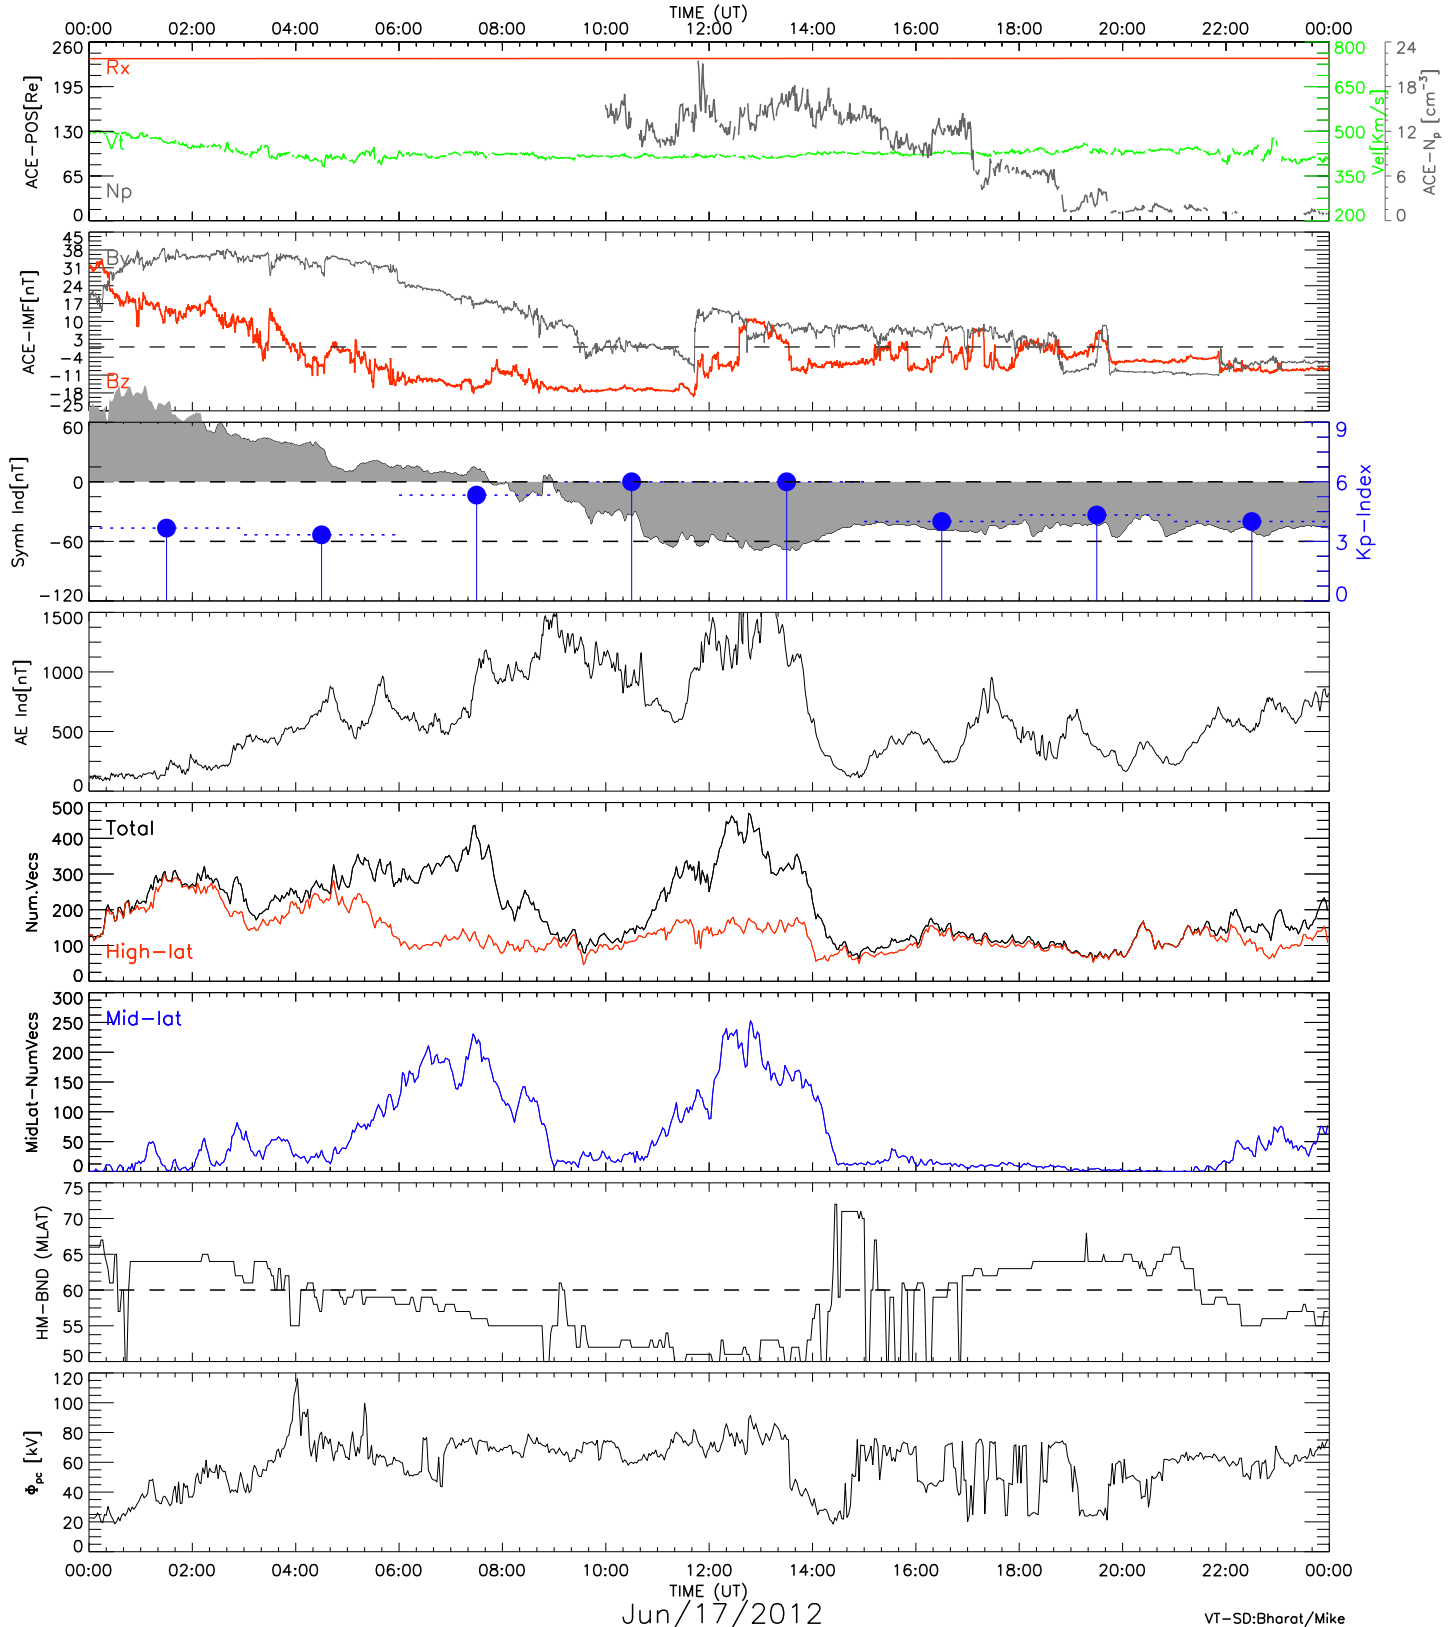 TIME (UT)
00:00 02:00 04:00 06:00 08:00 10:00 12:00 14:00 16:00 18:00 20:00 22:00 00:00
ACE-POS[Re]
260
195
130
65
0
Rx
Vt
Np
800
650
500
350
200
Vel[Km/s]
24
18
12
6
0
ACE-Np [cm-3]
ACE-IMF[nT]
45
38
31
24
17
10
3
-4
-11
-18
-25
By
Bz
Symh Ind[nT]
60
0
-60
-120
9
6
3
0
Kp-Index
AE Ind[nT]
1500
1000
500
0
Num.Vecs
500
400
300
200
100
0
Total
High-lat
MidLat-NumVecs
300
250
200
150
100
50
0
Mid-lat
HM-BND (MLAT)
75
70
65
60
55
50
Φpc [kV]
120
100
80
60
40
20
0
00:00 02:00 04:00 06:00 08:00 10:00 12:00 14:00 16:00 18:00 20:00 22:00 00:00
TIME (UT)
Jun/17/2012
VT-SD:Bharat/Mike